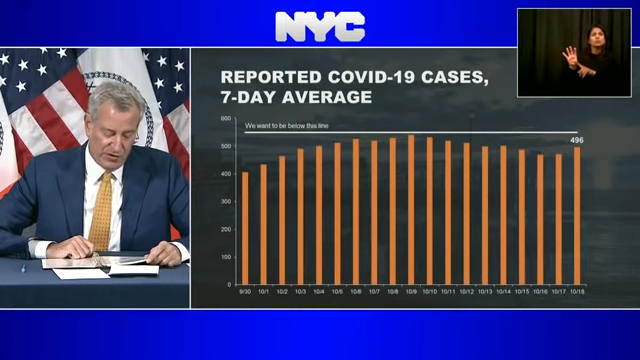 NYC
REPORTED COVID-19 CASES,
7-DAY AVERAGE
We want to be below this line
600
500
400
300
200
100
0
496
9/30 10/1 10/2 10/3 10/4 10/5 10/6 10/7 10/8 10/9 10/10 10/11 10/12 10/13 10/14 10/15 10/16 10/17 10/18